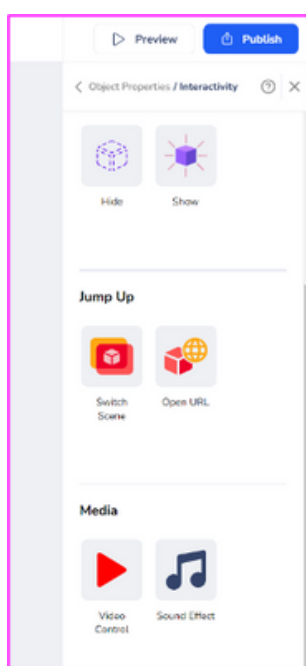 Preview Publish
Object Properties / Interactivity
Hide Show
Jump Up
Switch Open URL
Scene
Media
Video Sound Effect
Control